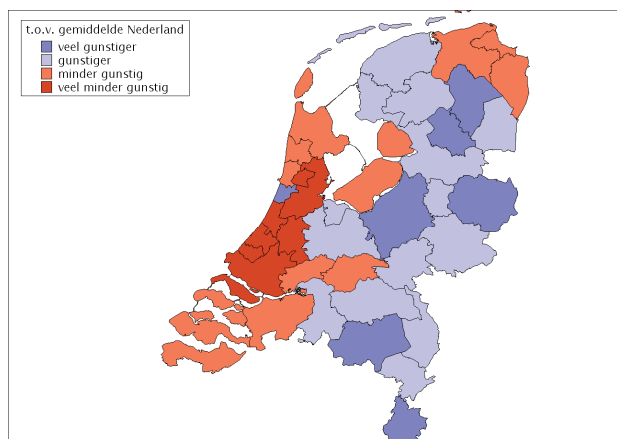 t.o.v. gemiddelde Nederland
veel gunstiger
gunstiger
minder gunstig
veel minder gunstig